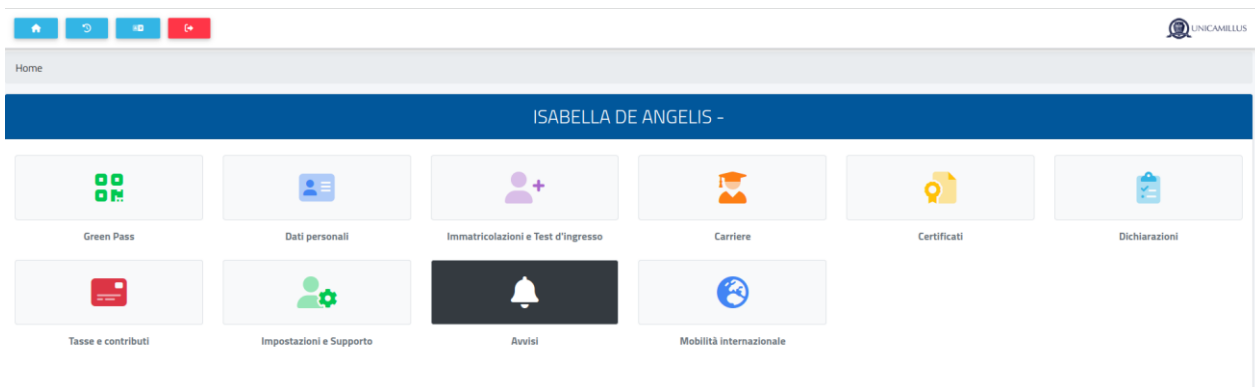 UNICAMILLUS
Home
ISABELLA DE ANGELIS -
Green Pass
Dati personali
Immatricolazioni e Test d'ingresso
Carriere
Certificati
Dichiarazioni
Tasse e contributi
Impostazioni e Supporto
Avvisi
Mobilità internazionale